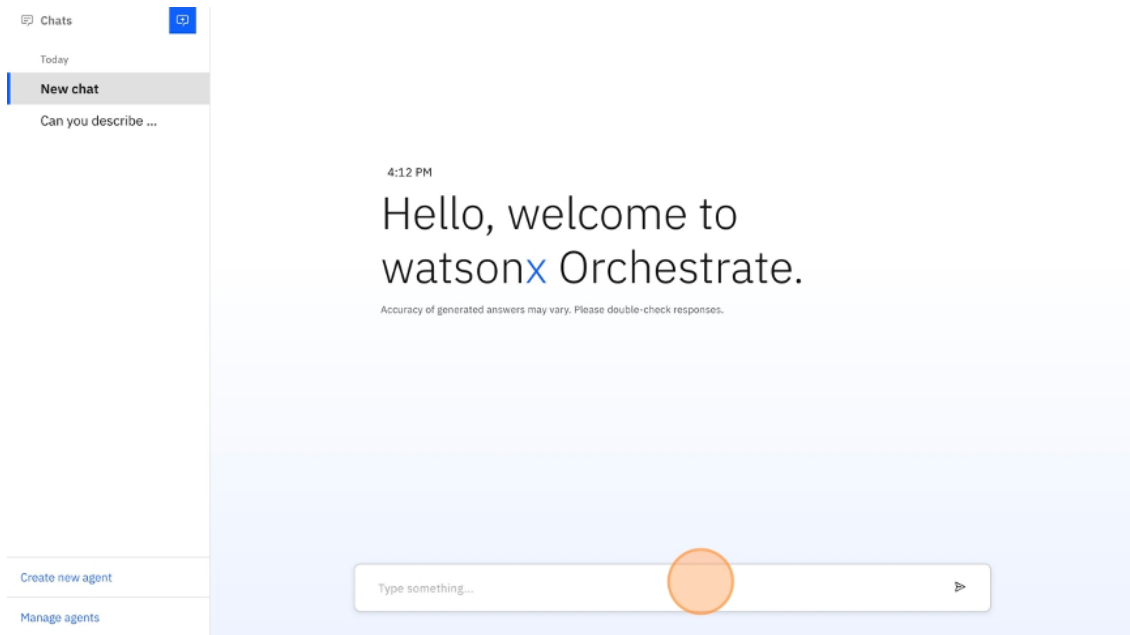 Chats
Today
New chat
Can you describe ...
4:12 PM
Hello, welcome to
watsonx Orchestrate.
Accuracy of generated answers may vary. Please double-check responses.
Type something...
Create new agent
Manage agents